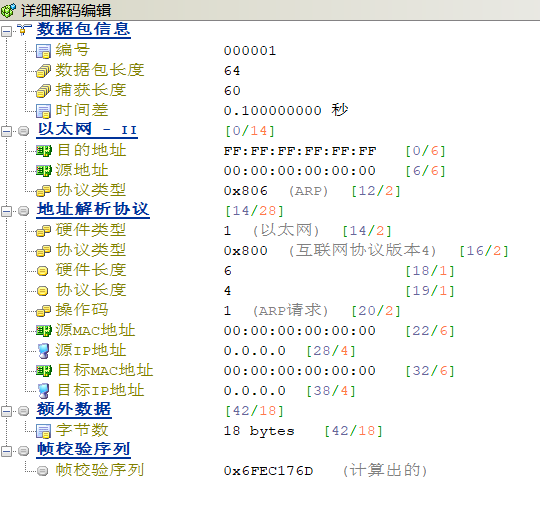 详细解码编辑
数据包信息
编号 000001
数据包长度 64
捕获长度 60
时间差 0.100000000 秒
以太网 - II [0/14]
目的地址 FF:FF:FF:FF:FF:FF [0/6]
源地址 00:00:00:00:00:00 [6/6]
协议类型 0x806 (ARP) [12/2]
地址解析协议 [14/28]
硬件类型 1 (以太网) [14/2]
协议类型 0x800 (互联网协议版本4) [16/2]
硬件长度 6 [18/1]
协议长度 4 [19/1]
操作码 1 (ARP请求) [20/2]
源MAC地址 00:00:00:00:00:00 [22/6]
源IP地址 0.0.0.0 [28/4]
目标MAC地址 00:00:00:00:00:00 [32/6]
目标IP地址 0.0.0.0 [38/4]
额外数据 [42/18]
字节数 18 bytes [42/18]
帧校验序列
帧校验序列 0x6FEC176D (计算出的)